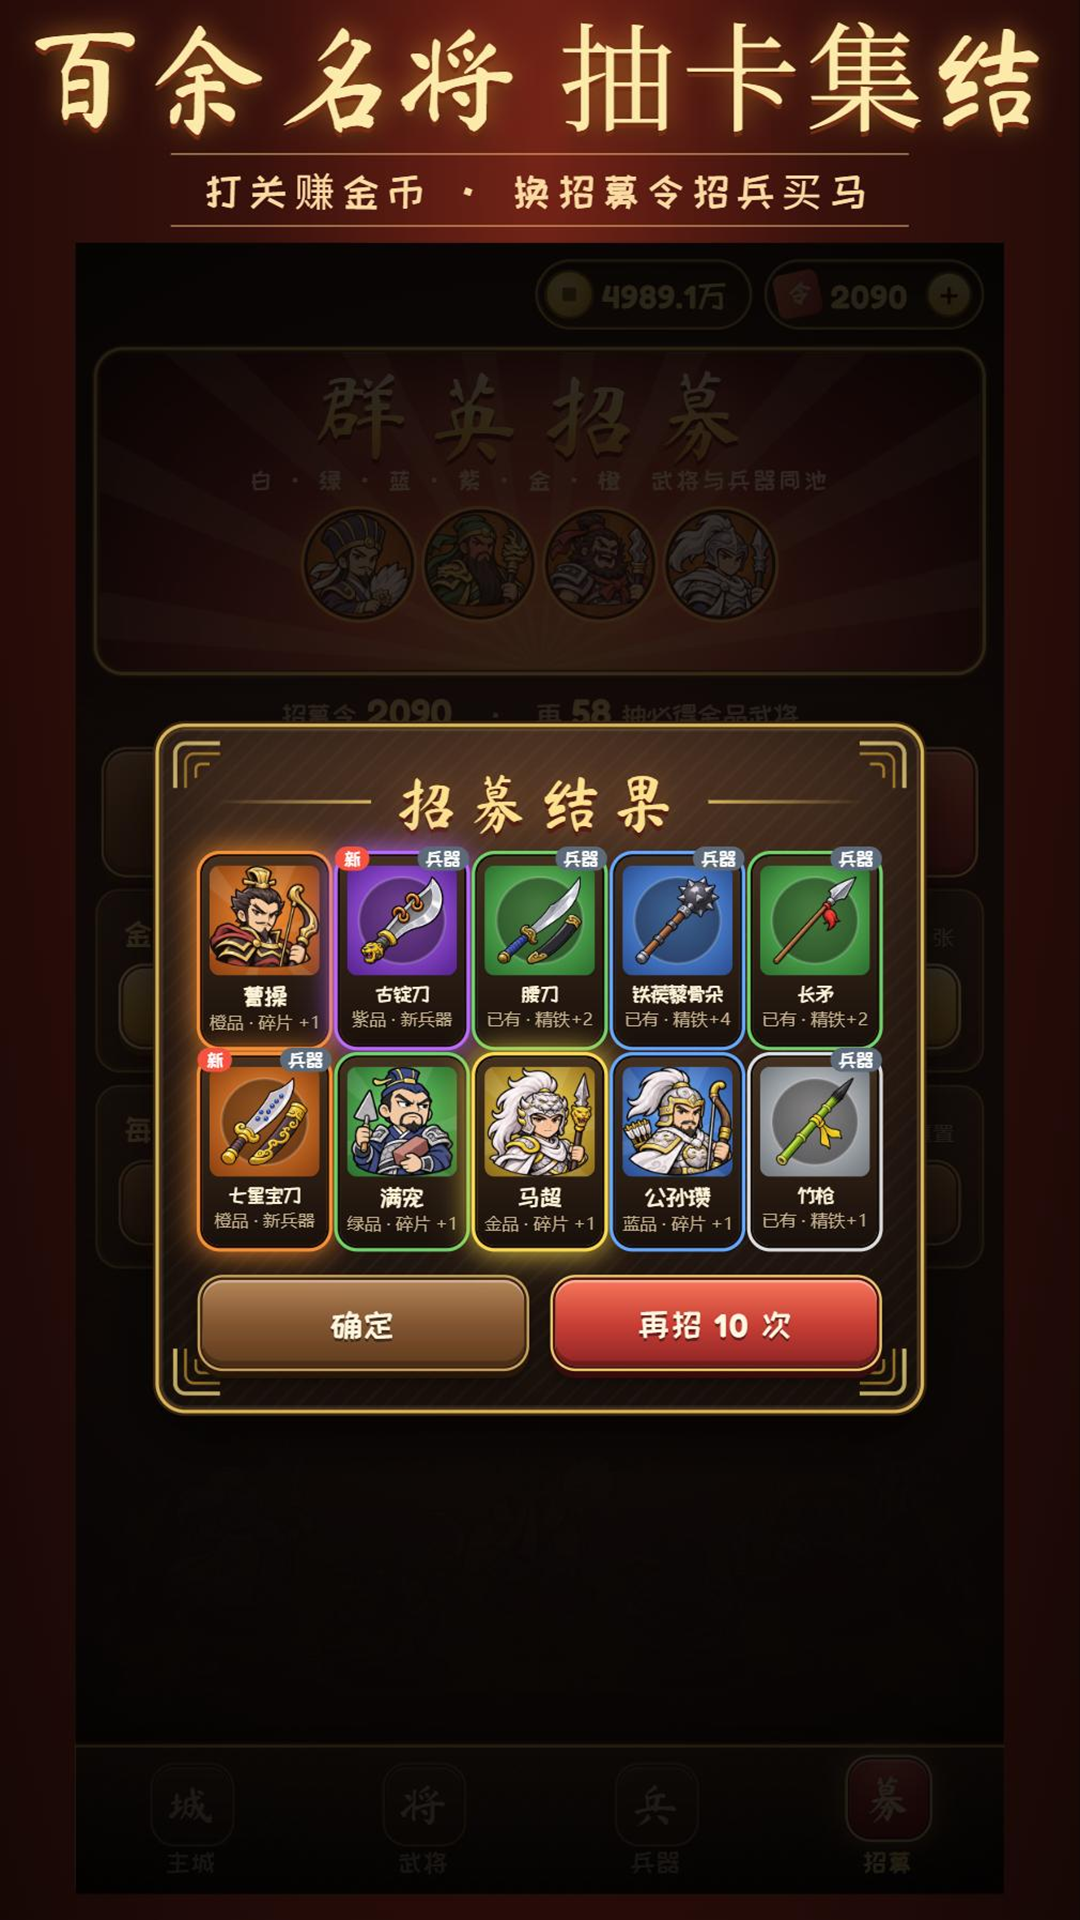 百余名将 抽卡集结
打关赚金币 · 换招募令招兵买马
4989.1万 令 2090 +
群英招募
白 · 绿 · 蓝 · 紫 · 金 · 橙 武将与兵器同池
招募令 2090 · 再 58 抽必得金品武将
招募结果
新 兵器 兵器 兵器 兵器
曹操 古锭刀 腰刀 铁蒺藜骨朵 长矛
橙品·碎片 +1 紫品·新兵器 已有·精铁+2 已有·精铁+4 已有·精铁+2
新 兵器 兵器
七星宝刀 满宠 马超 公孙瓒 竹枪
橙品·新兵器 绿品·碎片 +1 金品·碎片 +1 蓝品·碎片 +1 已有·精铁+1
确定 再招 10 次
金 张
每 置
城 将 兵 募
主城 武将 兵器 招募